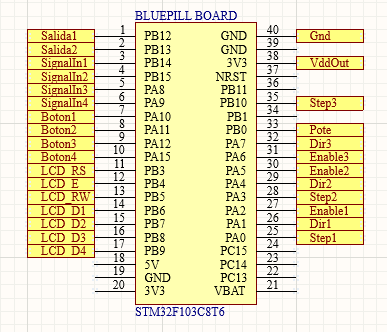 BLUEPILL BOARD
Salida1 1 PB12 GND 40 Gnd
Salida2 2 PB13 GND 39
SignalIn1 3 PB14 3V3 38 VddOut
SignalIn2 4 PB15 NRST 37
SignalIn3 5 PA8 PB11 36
SignalIn4 6 PA9 PB10 35 Step3
Boton1 7 PA10 PB1 34
Boton2 8 PA11 PB0 33 Pote
Boton3 9 PA12 PA7 32 Dir3
Boton4 10 PA15 PA6 31 Enable3
LCD_RS 11 PB3 PA5 30 Enable2
LCD_E 12 PB4 PA4 29 Dir2
LCD_RW 13 PB5 PA3 28 Step2
LCD_D1 14 PB6 PA2 27 Enable1
LCD_D2 15 PB7 PA1 26 Dir1
LCD_D3 16 PB8 PA0 25 Step1
LCD_D4 17 PB9 PC15 24
18 5V PC14 23
19 GND PC13 22
20 3V3 VBAT 21
STM32F103C8T6